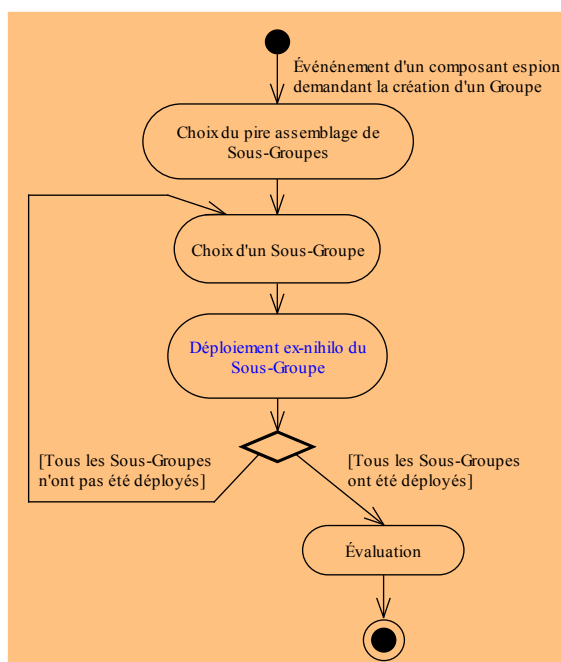 Événénement d'un composant espion
demandant la création d'un Groupe
Choix du pire assemblage de
Sous-Groupes
Choix d'un Sous-Groupe
Déploiement ex-nihilo du
Sous-Groupe
[Tous les Sous-Groupes
n'ont pas été déployés]
[Tous les Sous-Groupes
ont été déployés]
Évaluation